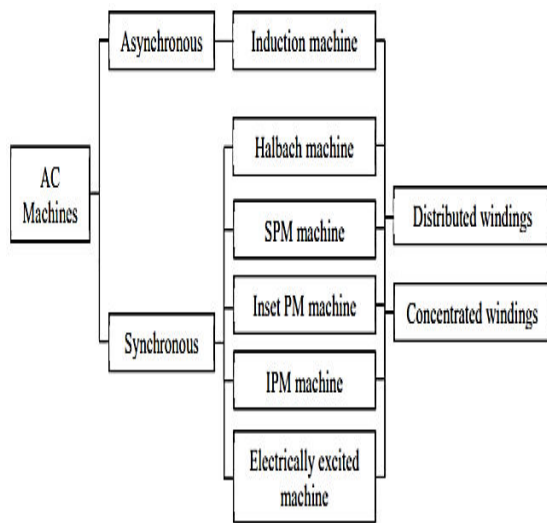 Asynchronous
Induction machine
Halbach machine
AC
Machines
SPM machine
Distributed windings
Inset PM machine
Concentrated windings
Synchronous
IPM machine
Electrically excited
machine